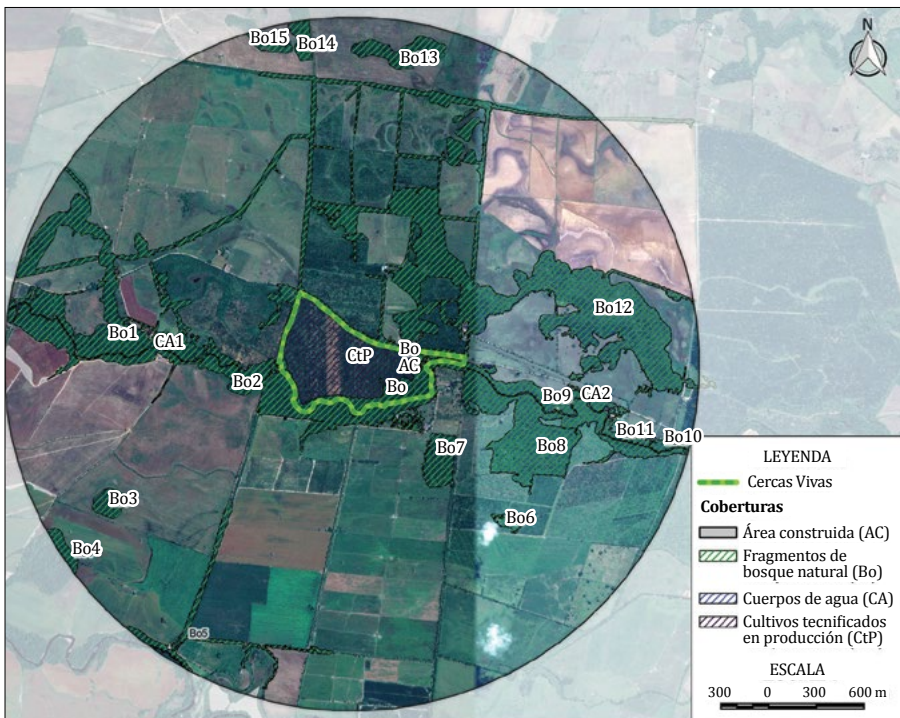 Bo15
Bo14
Bo13
N
Bo12
Bo1
CA1
CtP
Bo
AC
Bo2
Bo
Bo9
CA2
Bo11
Bo10
Bo7
Bo8
Bo3
Bo6
Bo4
Bo5
LEYENDA
Cercas Vivas
Coberturas
Área construida (AC)
Fragmentos de
bosque natural (Bo)
Cuerpos de agua (CA)
Cultivos tecnificados
en producción (CtP)
ESCALA
300 0 300 600 m